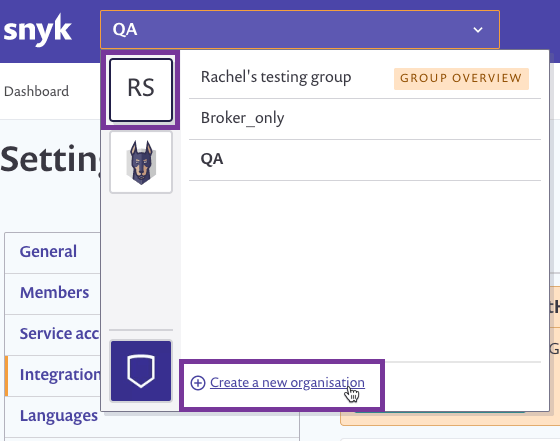 snyk
QA
RS
Rachel's testing group
GROUP OVERVIEW
Broker_only
QA
Create a new organisation
Dashboard
General
Members
Service acc
Integration
Languages